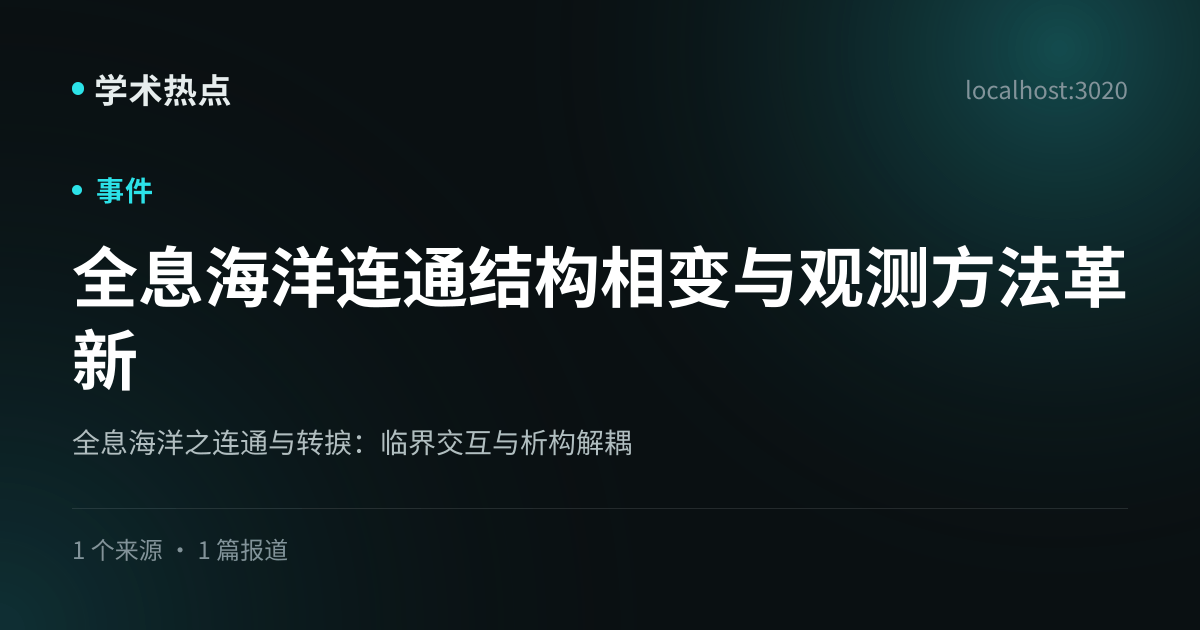 学术热点
localhost:3020
事件
全息海洋连通结构相变与观测方法革
新
全息海洋之连通与转捩：临界交互与析构解耦
1 个来源 · 1 篇报道